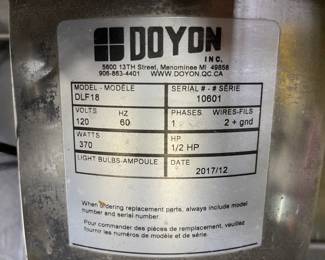 DOYON
INC.
5600 13TH Street, Menominee MI 49858
906-863-4401 WWW.DOYON.QC.CA
MODEL-MODÈLE SERIAL # - # SÉRIE
DLF18 10601
VOLTS HZ PHASES WIRES-FILS
120 60 1 2 + gnd
WATTS HP
370 1/2 HP
LIGHT BULBS-AMPOULE DATE
2017/12
When ordering replacement parts, always include model
number and serial number.
Pour commander des pièces de remplacement, veuillez
fournir les numéros de modèle et de série.